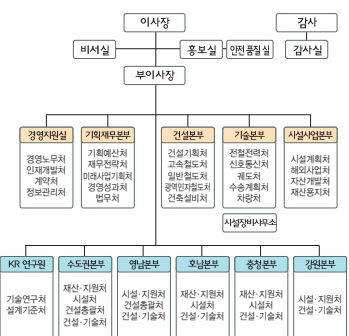 이사장
감사
비서실
홍보실
안전품질실
감사실
부이사장
경영지원실
기획재무본부
건설본부
기술본부
시설사업본부
경영노무처
인재개발처
계약처
정보관리처
기획예산처
재무전략처
미래사업기획처
경영성과처
법무처
건설기획처
고속철도처
일반철도처
광역민자철도처
건축설비처
전철전력처
신호통신처
궤도처
수송계획처
차량처
시설계획처
해외사업처
자산개발처
재산용지처
시설장비사무소
KR 연구원
수도권본부
영남본부
호남본부
충청본부
강원본부
기술연구처
설계기준처
재산·지원처
시설처
건설총괄처
건설·기술처
시설·지원처
건설총괄처
건설·기술처
재산·지원처
시설처
건설·기술처
재산·지원처
시설처
건설·기술처
시설·지원처
건설·기술처